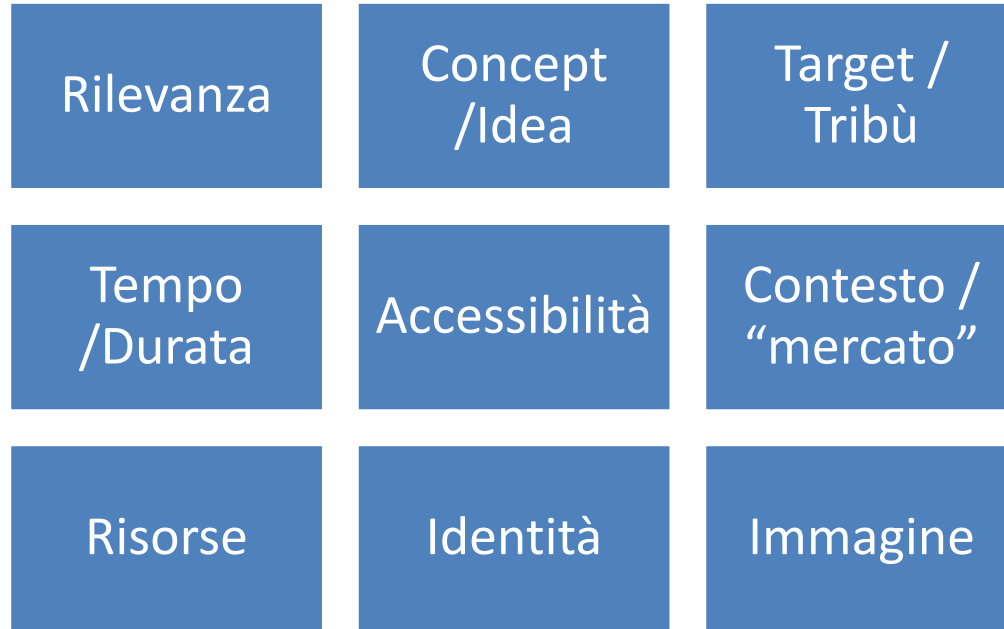 Rilevanza
Concept
/Idea
Target /
Tribù
Tempo
/Durata
Accessibilità
Contesto /
“mercato”
Risorse
Identità
Immagine